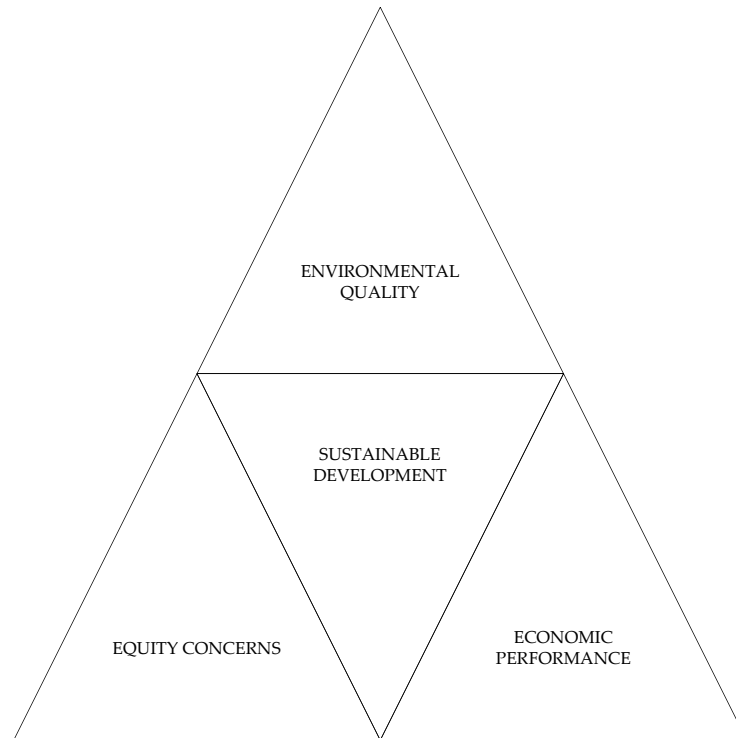 ENVIRONMENTAL
QUALITY
SUSTAINABLE
DEVELOPMENT
EQUITY CONCERNS
ECONOMIC
PERFORMANCE